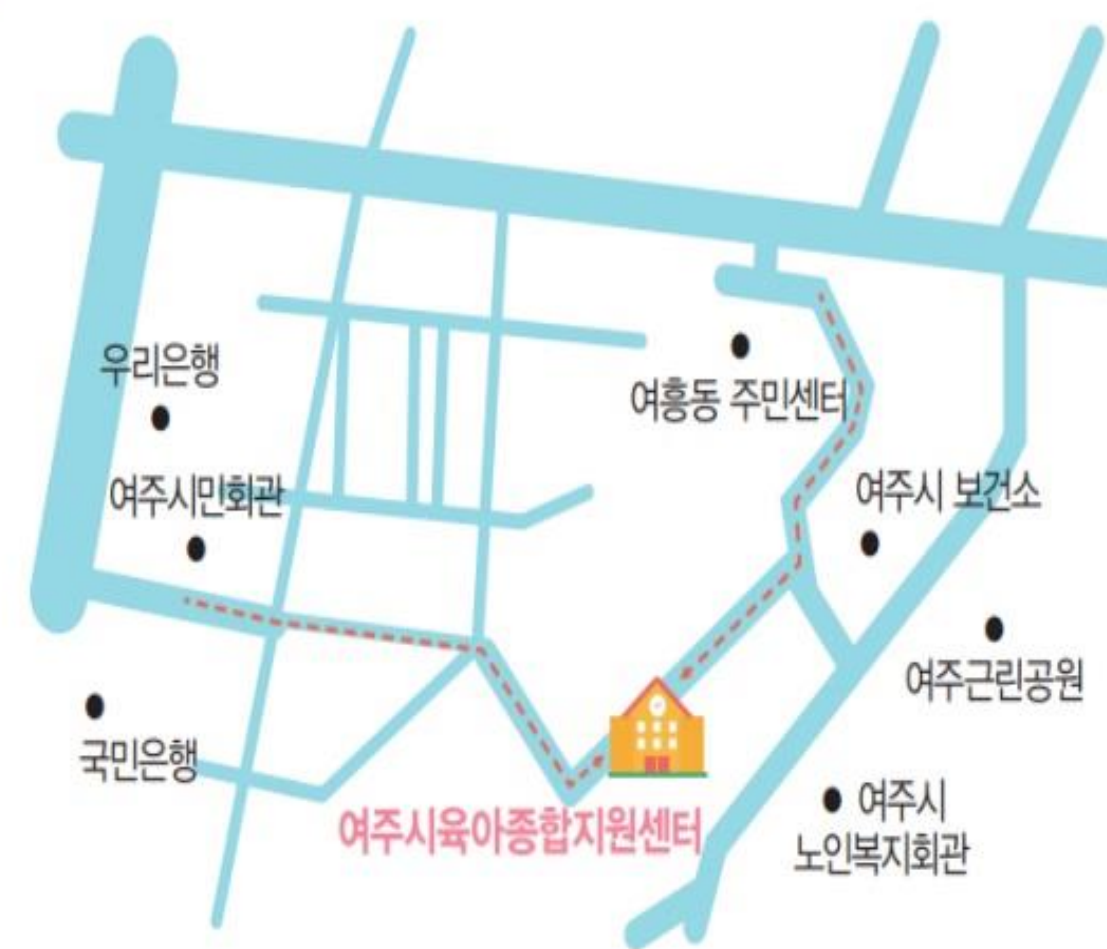 우리은행
여흥동 주민센터
여주시민회관
여주시 보건소
여주근린공원
국민은행
여주시육아종합지원센터
여주시
노인복지회관